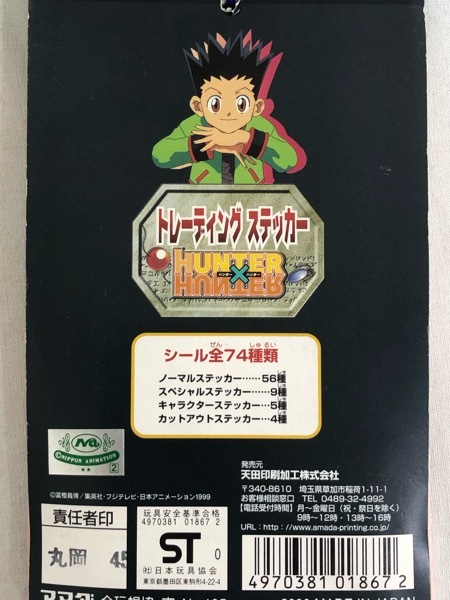 トレーディング ステッカー
HUNTER
ハンター × ハンター
HUNTER
シール全74種類
ぜん しゅるい
ノーマルステッカー……56種
スペシャルステッカー……9種
キャラクターステッカー…5種
カットアウトステッカー…4種
©NIPPON ANIMATION
2
©冨樫義博／集英社・フジテレビ・日本アニメーション1999
責任者印
丸岡 45
玩具安全基準合格
4970381 01867 2
ST 0
(社)日本玩具協会
東京都墨田区東駒形4-22-4
発売元
天田印刷加工株式会社
〒340-8610 埼玉県草加市稲荷1-11-1
お客様相談窓口 TEL 0489-32-4992
【電話受付時間】月〜金曜日（祝・祭日を除く）
9時〜12時・13時〜16時
URL：http://www.amada-printing.co.jp/
4970381 01867 2
アマダ